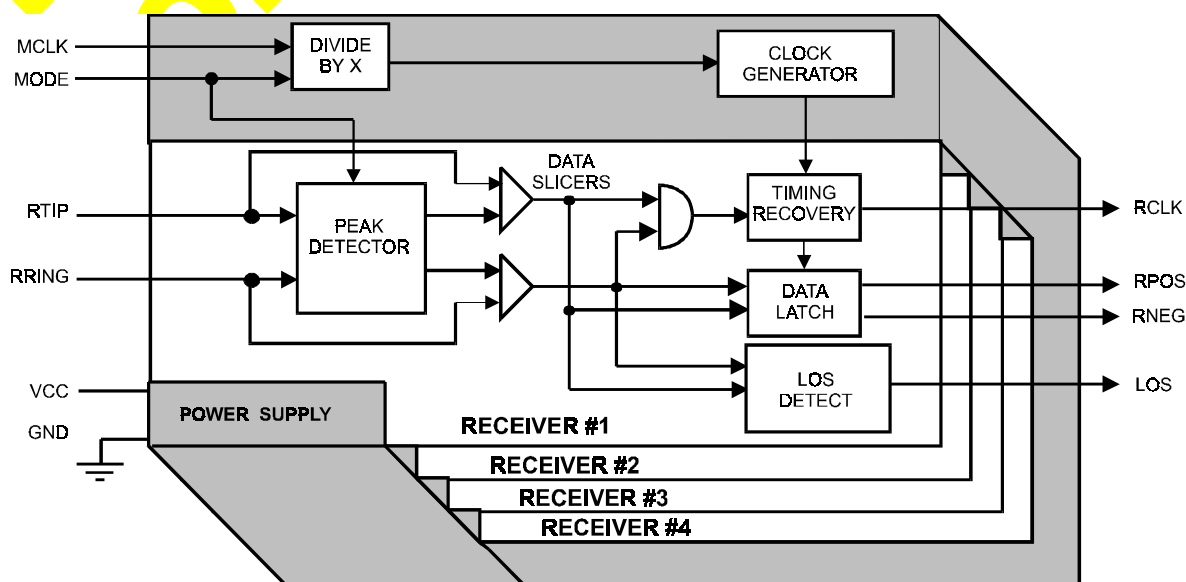 MCLK
MODE
DIVIDE
BY X
CLOCK
GENERATOR
DATA
SLICERS
RTIP
RRING
PEAK
DETECTOR
TIMING
RECOVERY
RCLK
DATA
LATCH
RPOS
RNEG
LOS
DETECT
LOS
VCC
GND
POWER SUPPLY
RECEIVER #1
RECEIVER #2
RECEIVER #3
RECEIVER #4